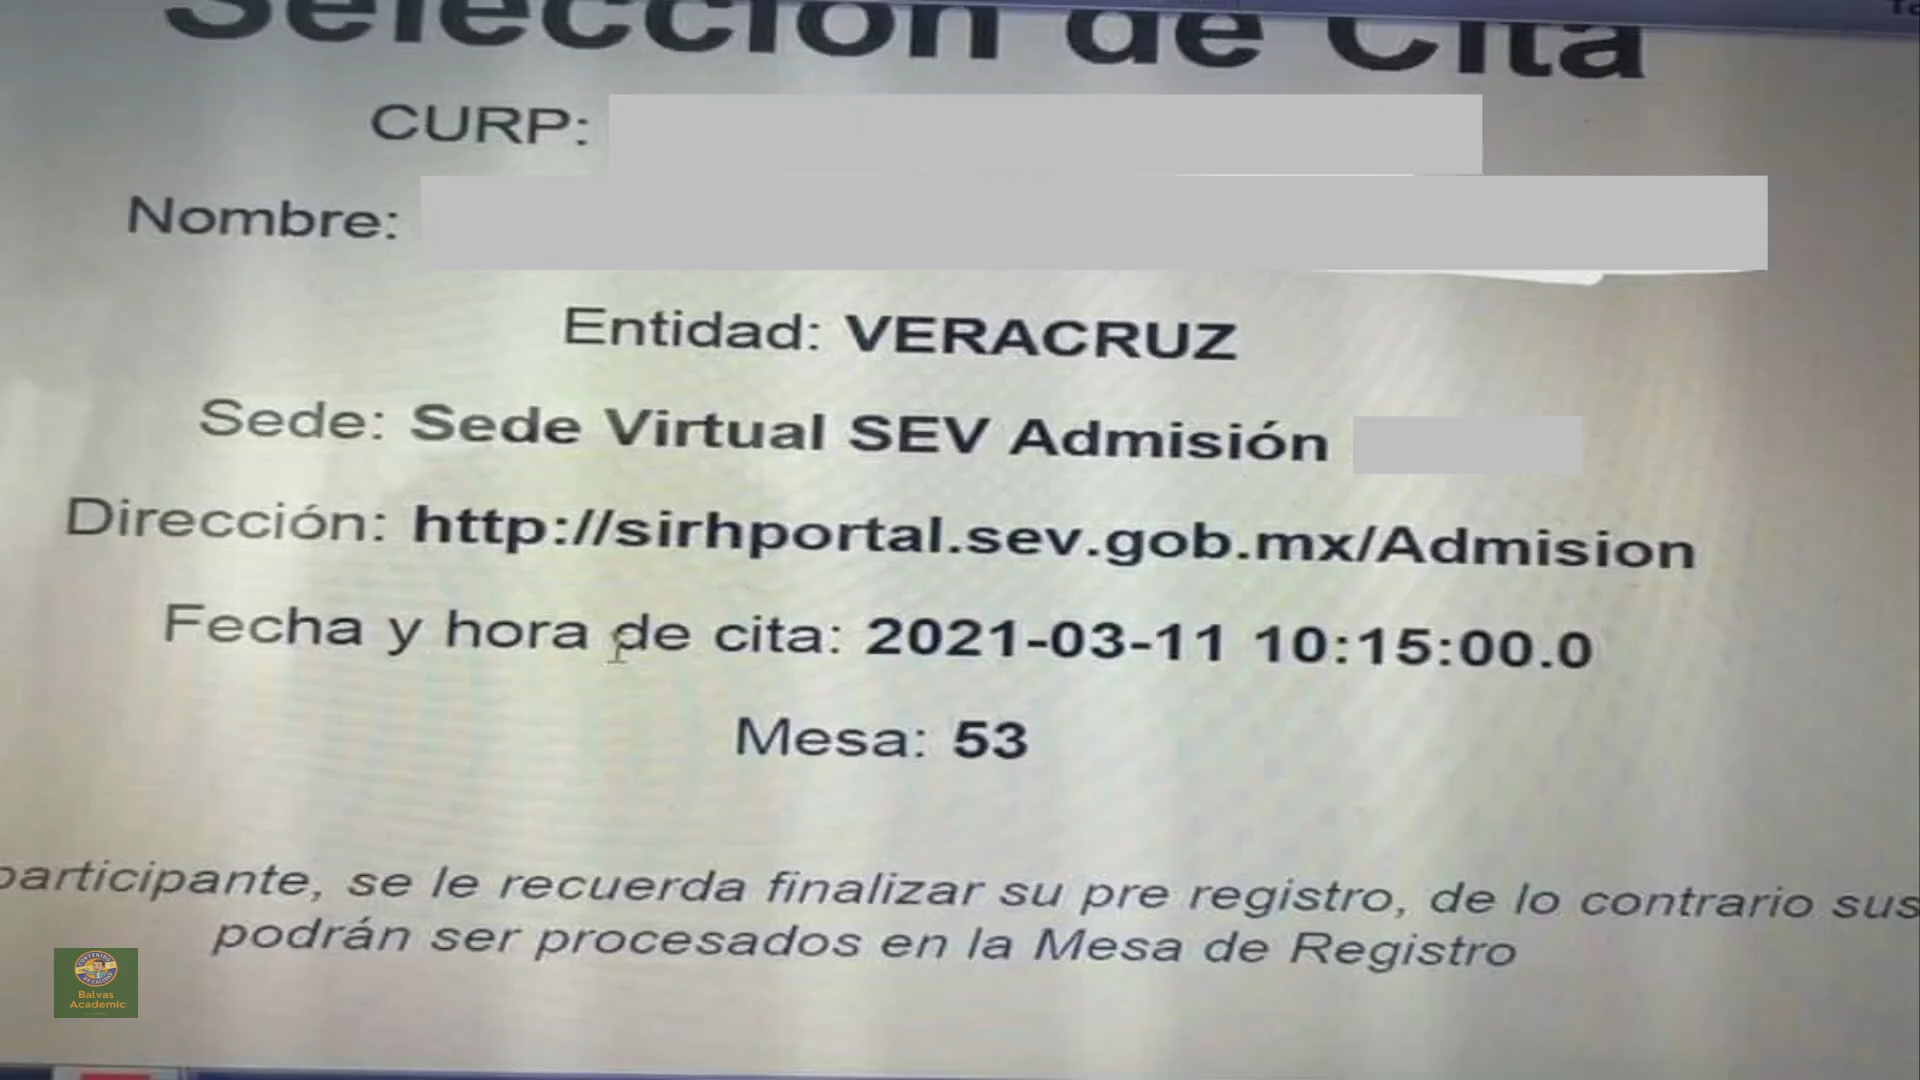 Selección de Cita
CURP:
Nombre:
Entidad: VERACRUZ
Sede: Sede Virtual SEV Admisión
Dirección: http://sirhportal.sev.gob.mx/Admision
Fecha y hora de cita: 2021-03-11 10:15:00.0
Mesa: 53
participante, se le recuerda finalizar su pre registro, de lo contrario sus
podrán ser procesados en la Mesa de Registro
Balvas
Academic